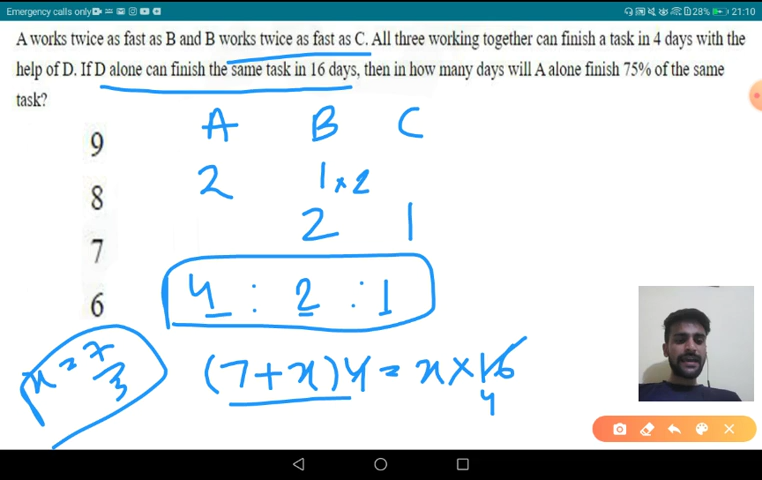 Emergency calls only 28% 21:10
A works twice as fast as B and B works twice as fast as C. All three working together can finish a task in 4 days with the
help of D. If D alone can finish the same task in 16 days, then in how many days will A alone finish 75% of the same
task?
A B C
9
2 1×2
8
2 1
7
4 : 2 : 1
6
x = 7/3
(7+x)4 = x×16
4